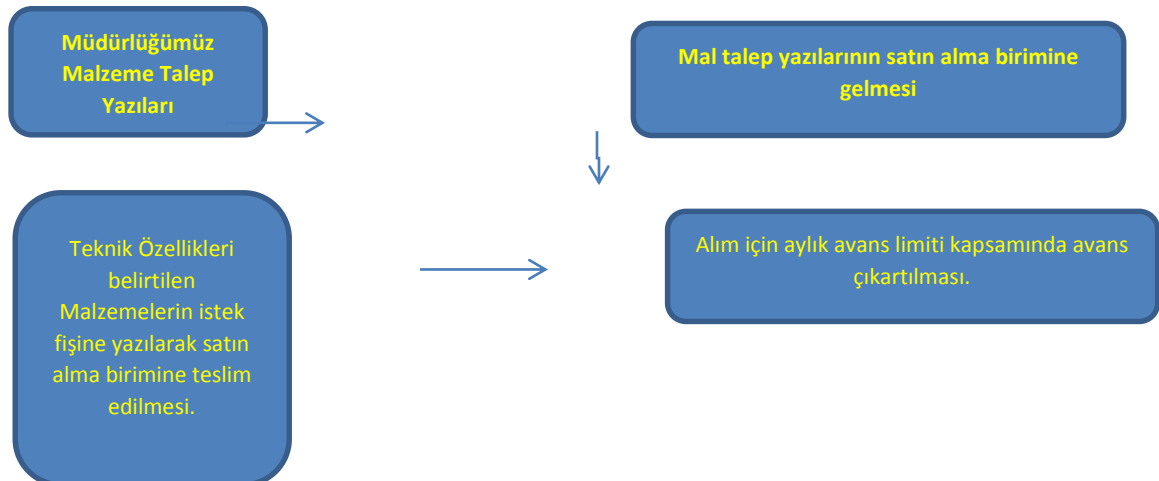 Müdürlüğümüz
Malzeme Talep
Yazıları
Mal talep yazılarının satın alma birimine
gelmesi
Teknik Özellikleri
belirtilen
Malzemelerin istek
fişine yazılarak satın
alma birimine teslim
edilmesi.
Alım için aylık avans limiti kapsamında avans
çıkartılması.